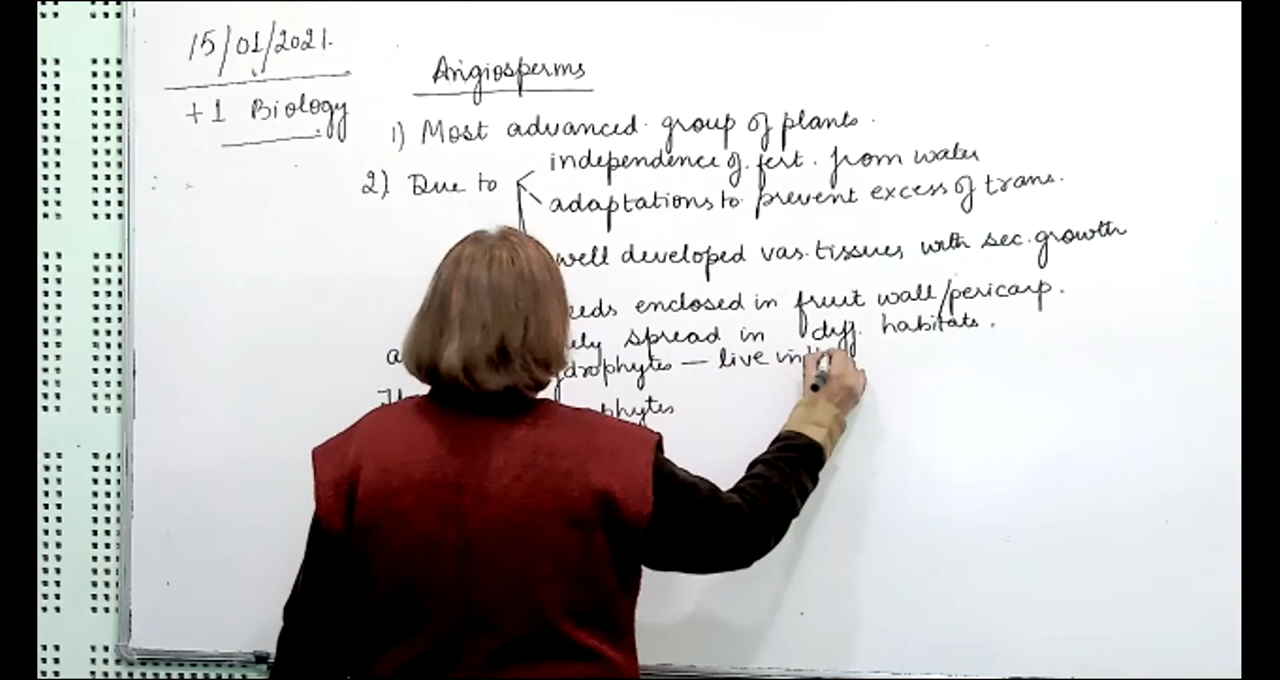 15/01/2021.
+1 Biology
Angiosperms
1) Most advanced group of plants.
2) Due to
independence of fert. from water
adaptations to prevent excess of trans.
well developed vas. tissues with sec. growth
enclosed in fruit wall/pericarp.
spread in diff. habitats.
— live in